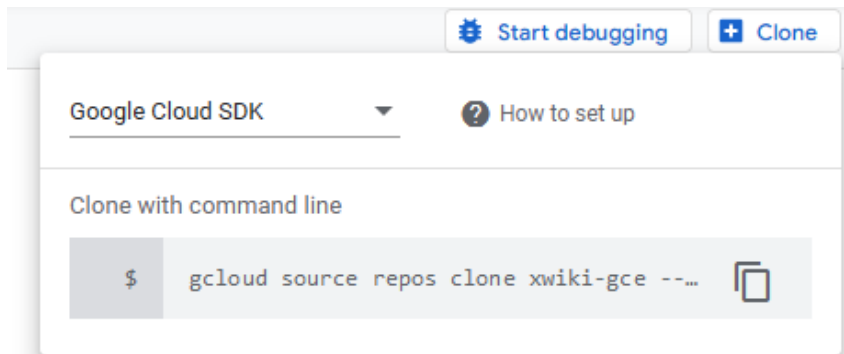 Start debugging
Clone
Google Cloud SDK
How to set up
Clone with command line
$ gcloud source repos clone xwiki-gce --…